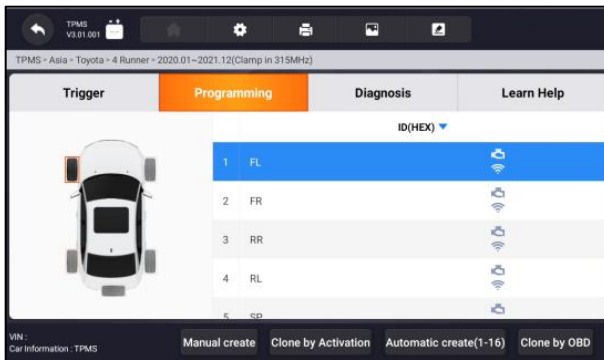 TPMS
V3.01.001
TPMS > Asia > Toyota > 4 Runner > 2020.01~2021.12(Clamp in 315MHz)
Trigger
Programming
Diagnosis
Learn Help
ID(HEX)
1 FL
2 FR
3 RR
4 RL
5 SP
VIN :
Car Information : TPMS
Manual create
Clone by Activation
Automatic create(1-16)
Clone by OBD